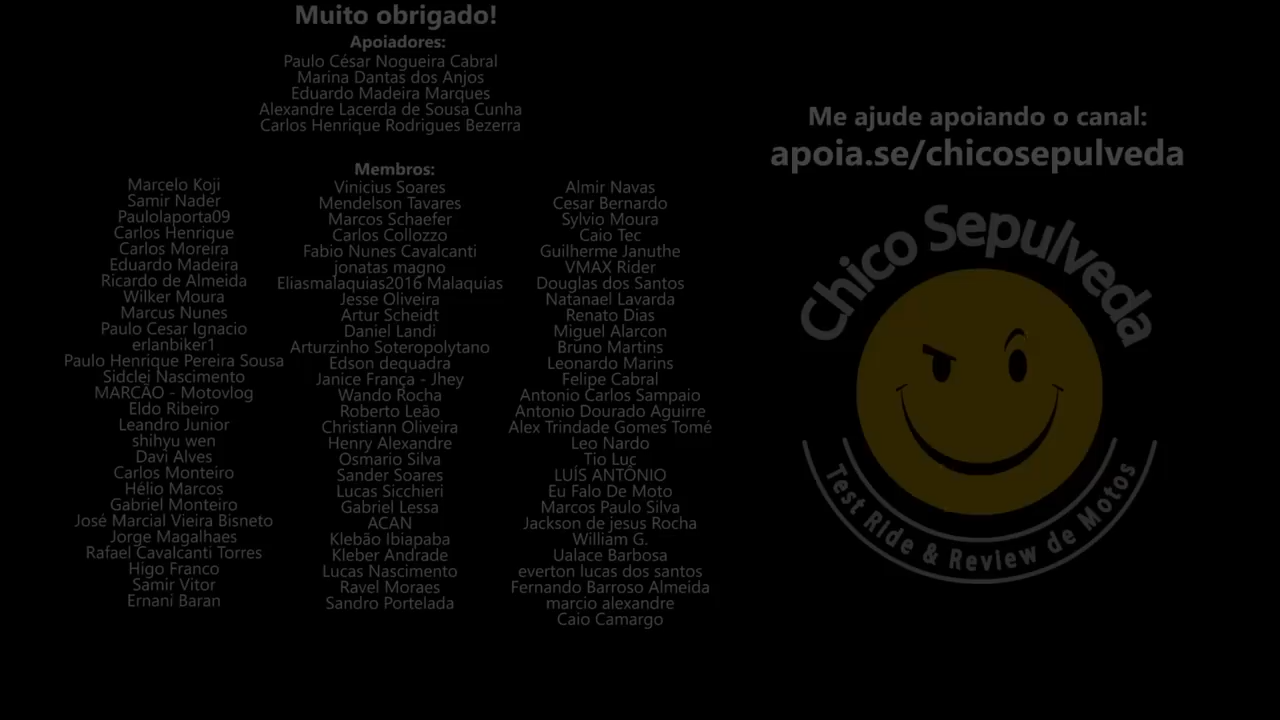 Muito obrigado!
Apoiadores:
Paulo César Nogueira Cabral
Marina Dantas dos Anjos
Eduardo Madeira Marques
Alexandre Lacerda de Sousa Cunha
Carlos Henrique Rodrigues Bezerra
Membros:
Marcelo Koji
Samir Nader
Paulolaporta09
Carlos Henrique
Carlos Moreira
Eduardo Madeira
Ricardo de Almeida
Wilker Moura
Marcus Nunes
Paulo Cesar Ignacio
erlanbiker1
Paulo Henrique Pereira Sousa
Sidclei Nascimento
MARCÃO - Motovlog
Eldo Ribeiro
Leandro Junior
shihyu wen
Davi Alves
Carlos Monteiro
Hélio Marcos
Gabriel Monteiro
José Marcial Vieira Bisneto
Jorge Magalhaes
Rafael Cavalcanti Torres
Higo Franco
Samir Vitor
Ernani Baran
Vinicius Soares
Mendelson Tavares
Marcos Schaefer
Carlos Collozzo
Fabio Nunes Cavalcanti
jonatas magno
Eliasmalaquias2016 Malaquias
Jesse Oliveira
Artur Scheidt
Daniel Landi
Arturzinho Soteropolytano
Edson dequadra
Janice França - Jhey
Wando Rocha
Roberto Leão
Christiann Oliveira
Henry Alexandre
Osmario Silva
Sander Soares
Lucas Sicchieri
Gabriel Lessa
ACAN
Klebão Ibiapaba
Kleber Andrade
Lucas Nascimento
Ravel Moraes
Sandro Portelada
Almir Navas
Cesar Bernardo
Sylvio Moura
Caio Tec
Guilherme Januthe
VMAX Rider
Douglas dos Santos
Natanael Lavarda
Renato Dias
Miguel Alarcon
Bruno Martins
Leonardo Marins
Felipe Cabral
Antonio Carlos Sampaio
Antonio Dourado Aguirre
Alex Trindade Gomes Tomé
Leo Nardo
Tio Luc
LUÍS ANTÔNIO
Eu Falo De Moto
Marcos Paulo Silva
Jackson de jesus Rocha
William G.
Ualace Barbosa
everton lucas dos santos
Fernando Barroso Almeida
marcio alexandre
Caio Camargo
Me ajude apoiando o canal:
apoia.se/chicosepulveda
Chico Sepulveda
Test Ride & Review de Motos